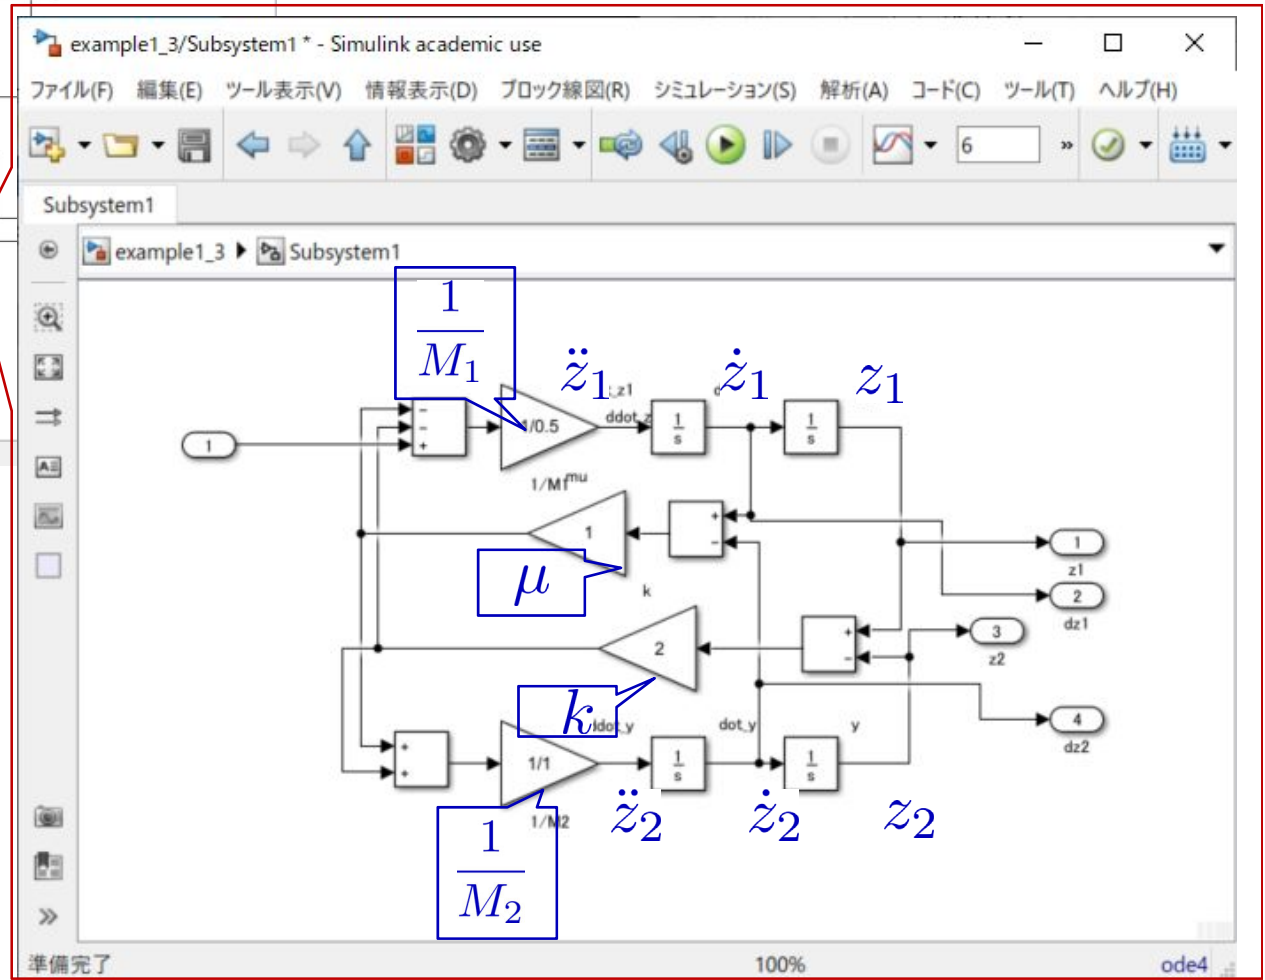 example1_3/Subsystem1 * - Simulink academic use
ファイル(F) 編集(E) ツール表示(V) 情報表示(D) ブロック線図(R) シミュレーション(S) 解析(A) コード(C) ツール(T) ヘルプ(H)
6 »
Subsystem1
example1_3 ▶ Subsystem1
1
M₁
z̈₁
ż₁
z₁
1/0.5
ddot_z
1
s
1
s
1
1/M1
mu
1
μ
k
1
z1
2
dz1
2
3
z2
k
ddot_y
dot_y
y
4
dz2
1/1
1
s
1
s
1/M2
1
M₂
z̈₂
ż₂
z₂
準備完了 100% ode4